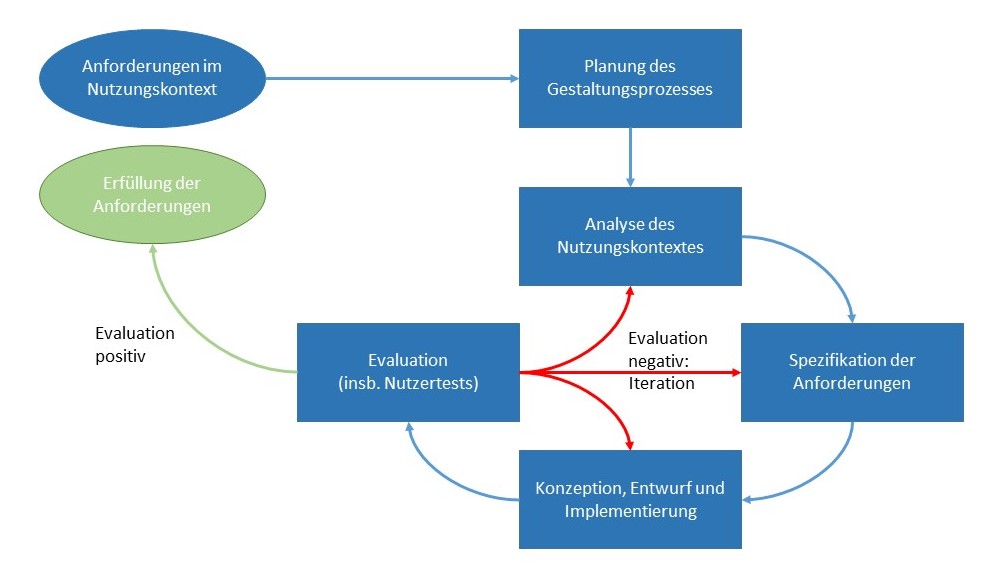 Anforderungen im
Nutzungskontext
Planung des
Gestaltungsprozesses
Erfüllung der
Anforderungen
Analyse des
Nutzungskontextes
Evaluation
positiv
Evaluation
(insb. Nutzertests)
Evaluation
negativ:
Iteration
Spezifikation der
Anforderungen
Konzeption, Entwurf und
Implementierung